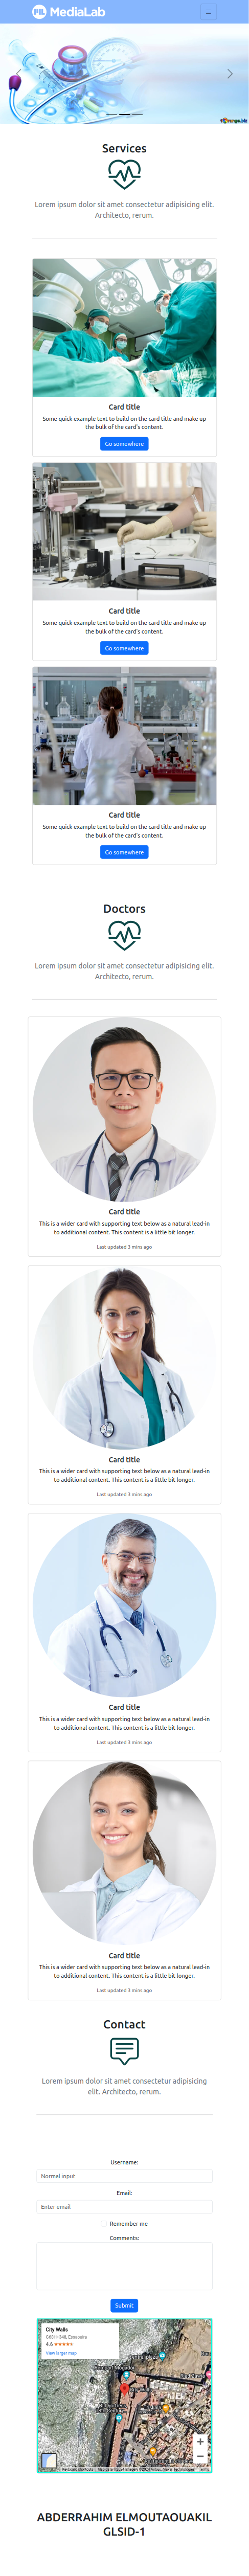 MediaLab
Services
Lorem ipsum dolor sit amet consectetur adipisicing elit.
Architecto, rerum.
Card title
Some quick example text to build on the card title and make up
the bulk of the card's content.
Go somewhere
Card title
Some quick example text to build on the card title and make up
the bulk of the card's content.
Go somewhere
Card title
Some quick example text to build on the card title and make up
the bulk of the card's content.
Go somewhere
Doctors
Lorem ipsum dolor sit amet consectetur adipisicing elit.
Architecto, rerum.
Card title
This is a wider card with supporting text below as a natural lead-in
to additional content. This content is a little bit longer.
Last updated 3 mins ago
Card title
This is a wider card with supporting text below as a natural lead-in
to additional content. This content is a little bit longer.
Last updated 3 mins ago
Card title
This is a wider card with supporting text below as a natural lead-in
to additional content. This content is a little bit longer.
Last updated 3 mins ago
Card title
This is a wider card with supporting text below as a natural lead-in
to additional content. This content is a little bit longer.
Last updated 3 mins ago
Contact
Lorem ipsum dolor sit amet consectetur adipisicing
elit. Architecto, rerum.
Username:
Normal input
Email:
Enter email
Remember me
Comments:
Submit
City Walls
4.6
View larger map
ABDERRAHIM ELMOUTAOUAKIL
GLSID-1